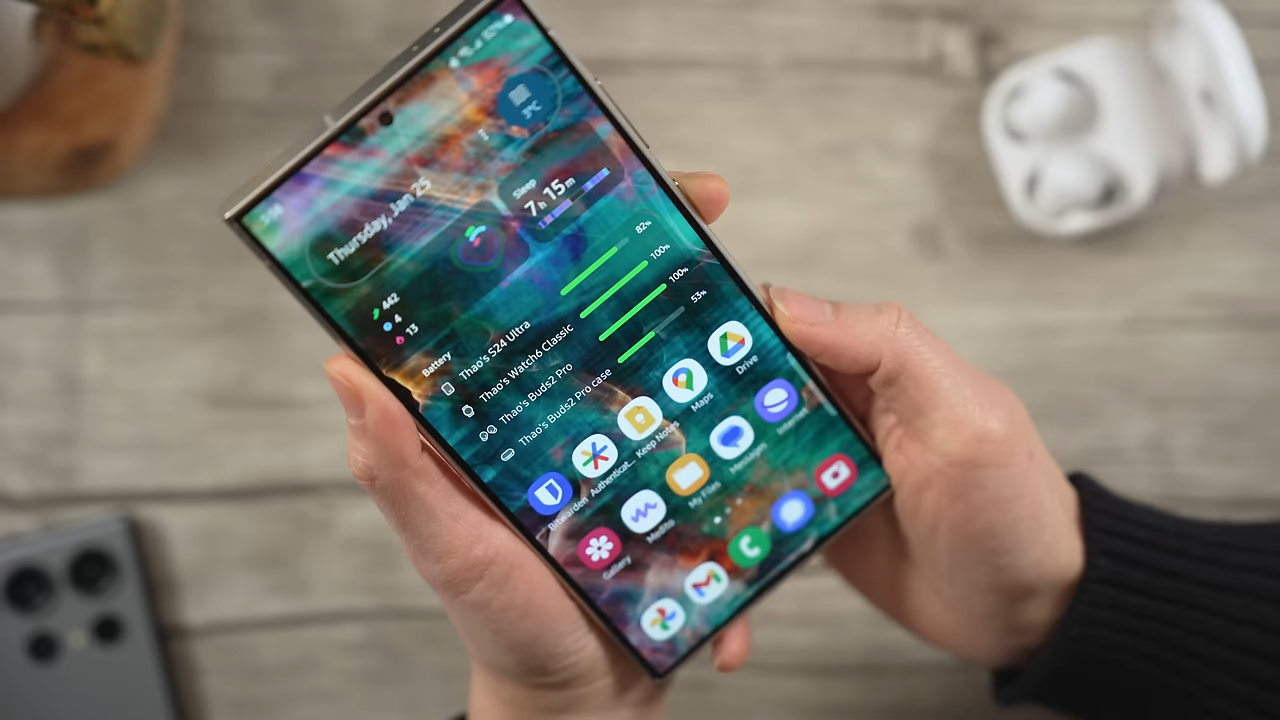 3°C
Thursday, Jan 25
Sleep
7h 15m
442
4
13
Battery
Thao's S24 Ultra 82%
Thao's Watch6 Classic 100%
Thao's Buds2 Pro 100%
Thao's Buds2 Pro case 53%
Bitwarden Authenticat... Keep Notes Maps Drive
Gallery Medito My Files Messages Internet